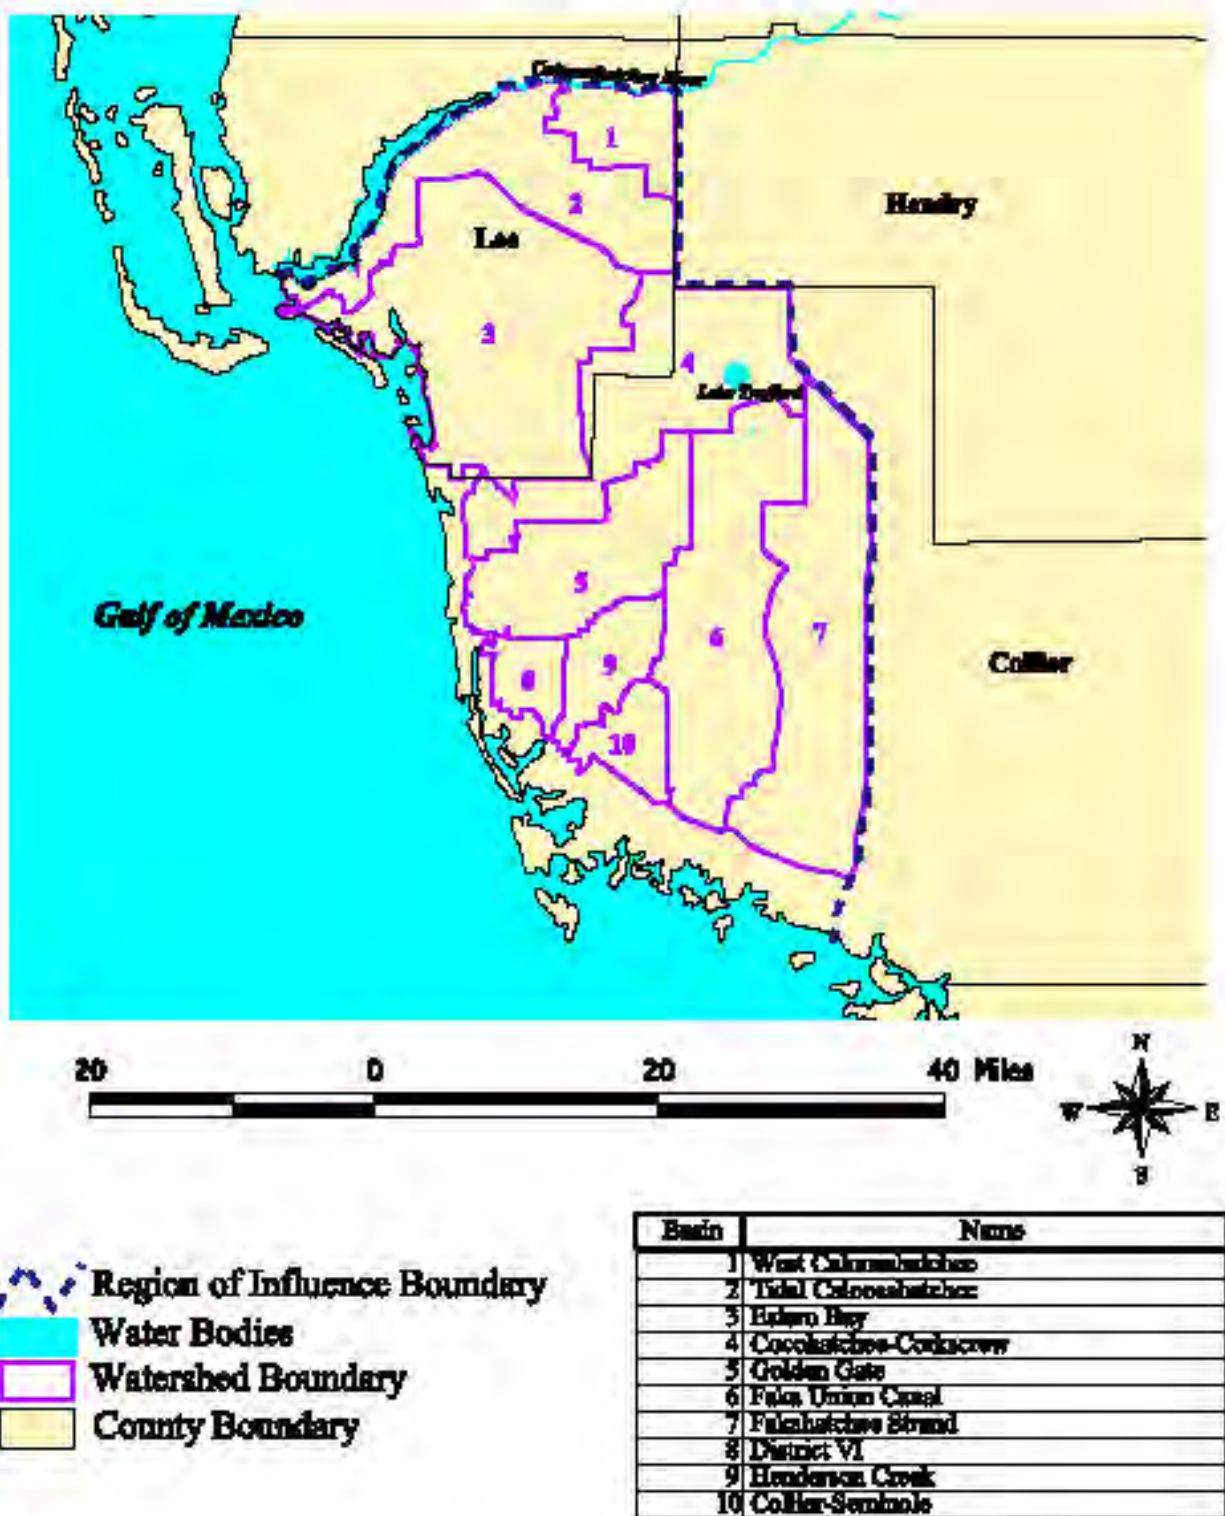 Caloosahatchee River
1
Hendry
2
Lee
3
4
Lake Trafford
5
Gulf of Mexico
6
7
9
Collier
8
10
20 0 20 40 Miles
N
W E
S
Basin Name
1 West Caloosahatchee
2 Tidal Caloosahatchee
3 Estero Bay
4 Cocohatchee-Corkscrew
5 Golden Gate
6 Faka Union Canal
7 Fakahatchee Strand
8 District VI
9 Henderson Creek
10 Collier-Seminole
Region of Influence Boundary
Water Bodies
Watershed Boundary
County Boundary